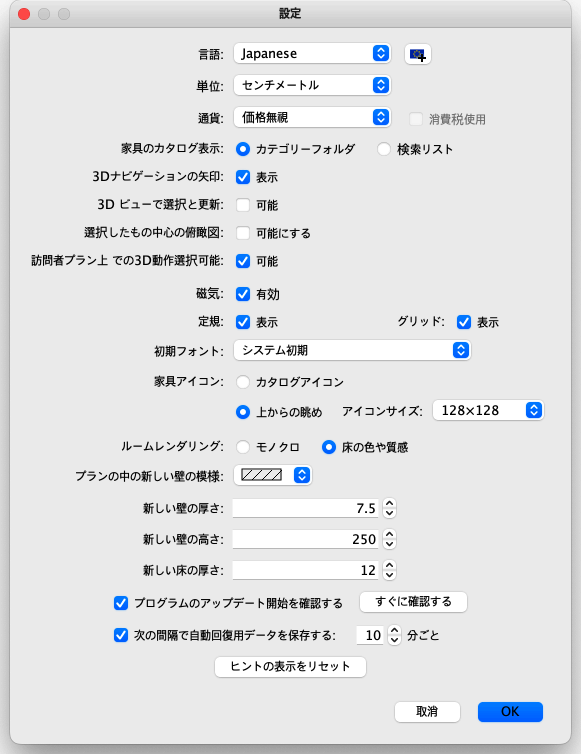 設定
言語: Japanese
単位: センチメートル
通貨: 価格無視 消費税使用
家具のカタログ表示: カテゴリーフォルダ 検索リスト
3Dナビゲーションの矢印: 表示
3D ビューで選択と更新: 可能
選択したもの中心の俯瞰図: 可能にする
訪問者プラン上 での3D動作選択可能: 可能
磁気: 有効
定規: 表示 グリッド: 表示
初期フォント: システム初期
家具アイコン: カタログアイコン
上からの眺め アイコンサイズ: 128×128
ルームレンダリング: モノクロ 床の色や質感
プランの中の新しい壁の模様:
新しい壁の厚さ: 7.5
新しい壁の高さ: 250
新しい床の厚さ: 12
プログラムのアップデート開始を確認する すぐに確認する
次の間隔で自動回復用データを保存する: 10 分ごと
ヒントの表示をリセット
取消 OK